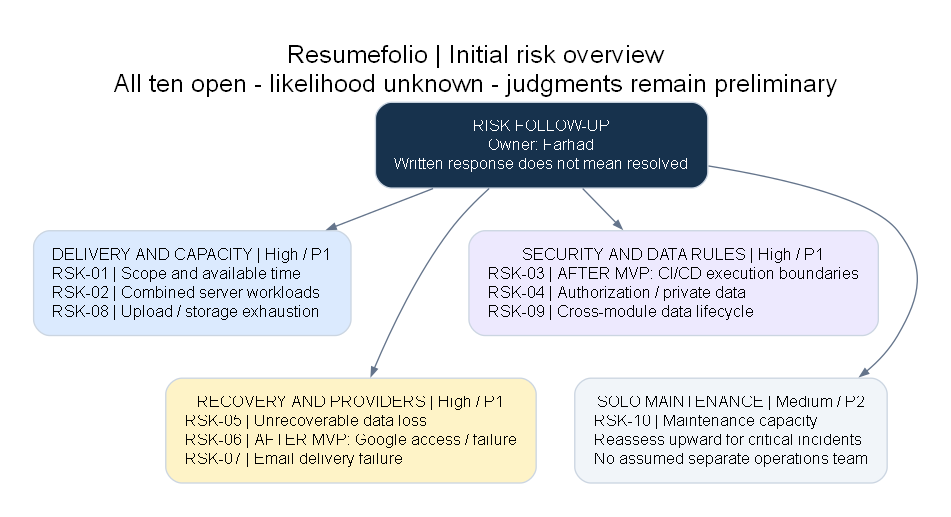 Resumefolio | Initial risk overview
All ten open - likelihood unknown - judgments remain preliminary
RISK FOLLOW-UP
Owner: Farhad
Written response does not mean resolved
DELIVERY AND CAPACITY | High / P1
RSK-01 | Scope and available time
RSK-02 | Combined server workloads
RSK-08 | Upload / storage exhaustion
SECURITY AND DATA RULES | High / P1
RSK-03 | AFTER MVP: CI/CD execution boundaries
RSK-04 | Authorization / private data
RSK-09 | Cross-module data lifecycle
RECOVERY AND PROVIDERS | High / P1
RSK-05 | Unrecoverable data loss
RSK-06 | AFTER MVP: Google access / failure
RSK-07 | Email delivery failure
SOLO MAINTENANCE | Medium / P2
RSK-10 | Maintenance capacity
Reassess upward for critical incidents
No assumed separate operations team